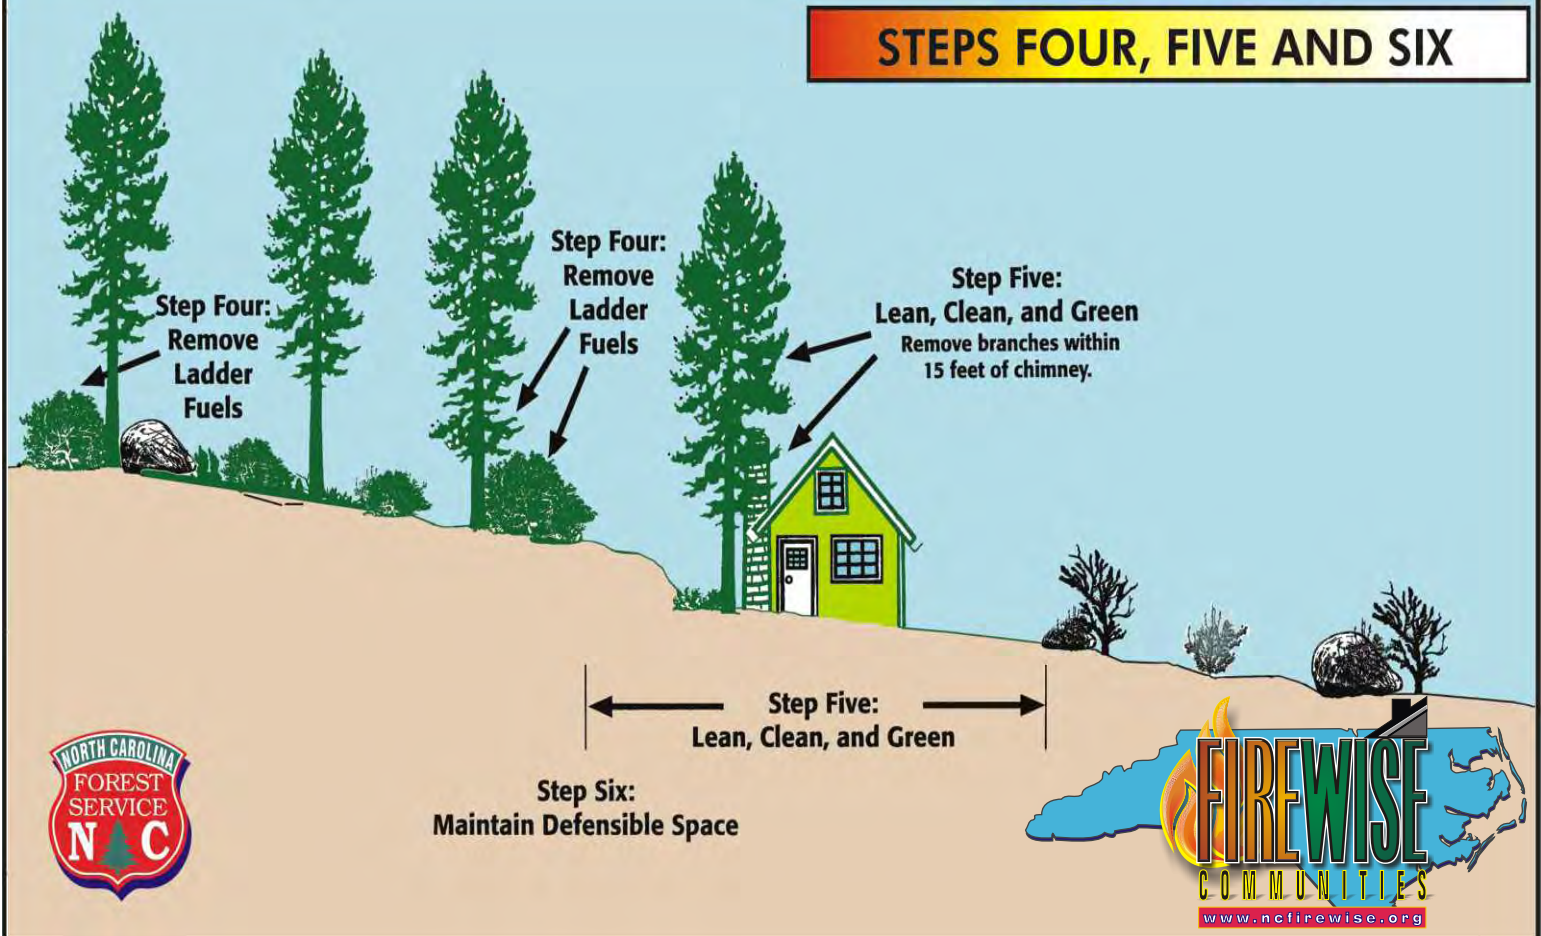 STEPS FOUR, FIVE AND SIX
Step Four:
Remove
Ladder
Fuels
Step Four:
Remove
Ladder
Fuels
Step Five:
Lean, Clean, and Green
Remove branches within
15 feet of chimney.
Step Five:
Lean, Clean, and Green
Step Six:
Maintain Defensible Space
NORTH CAROLINA
FOREST
SERVICE
N C
FIREWISE
COMMUNITIES
www.ncfirewise.org